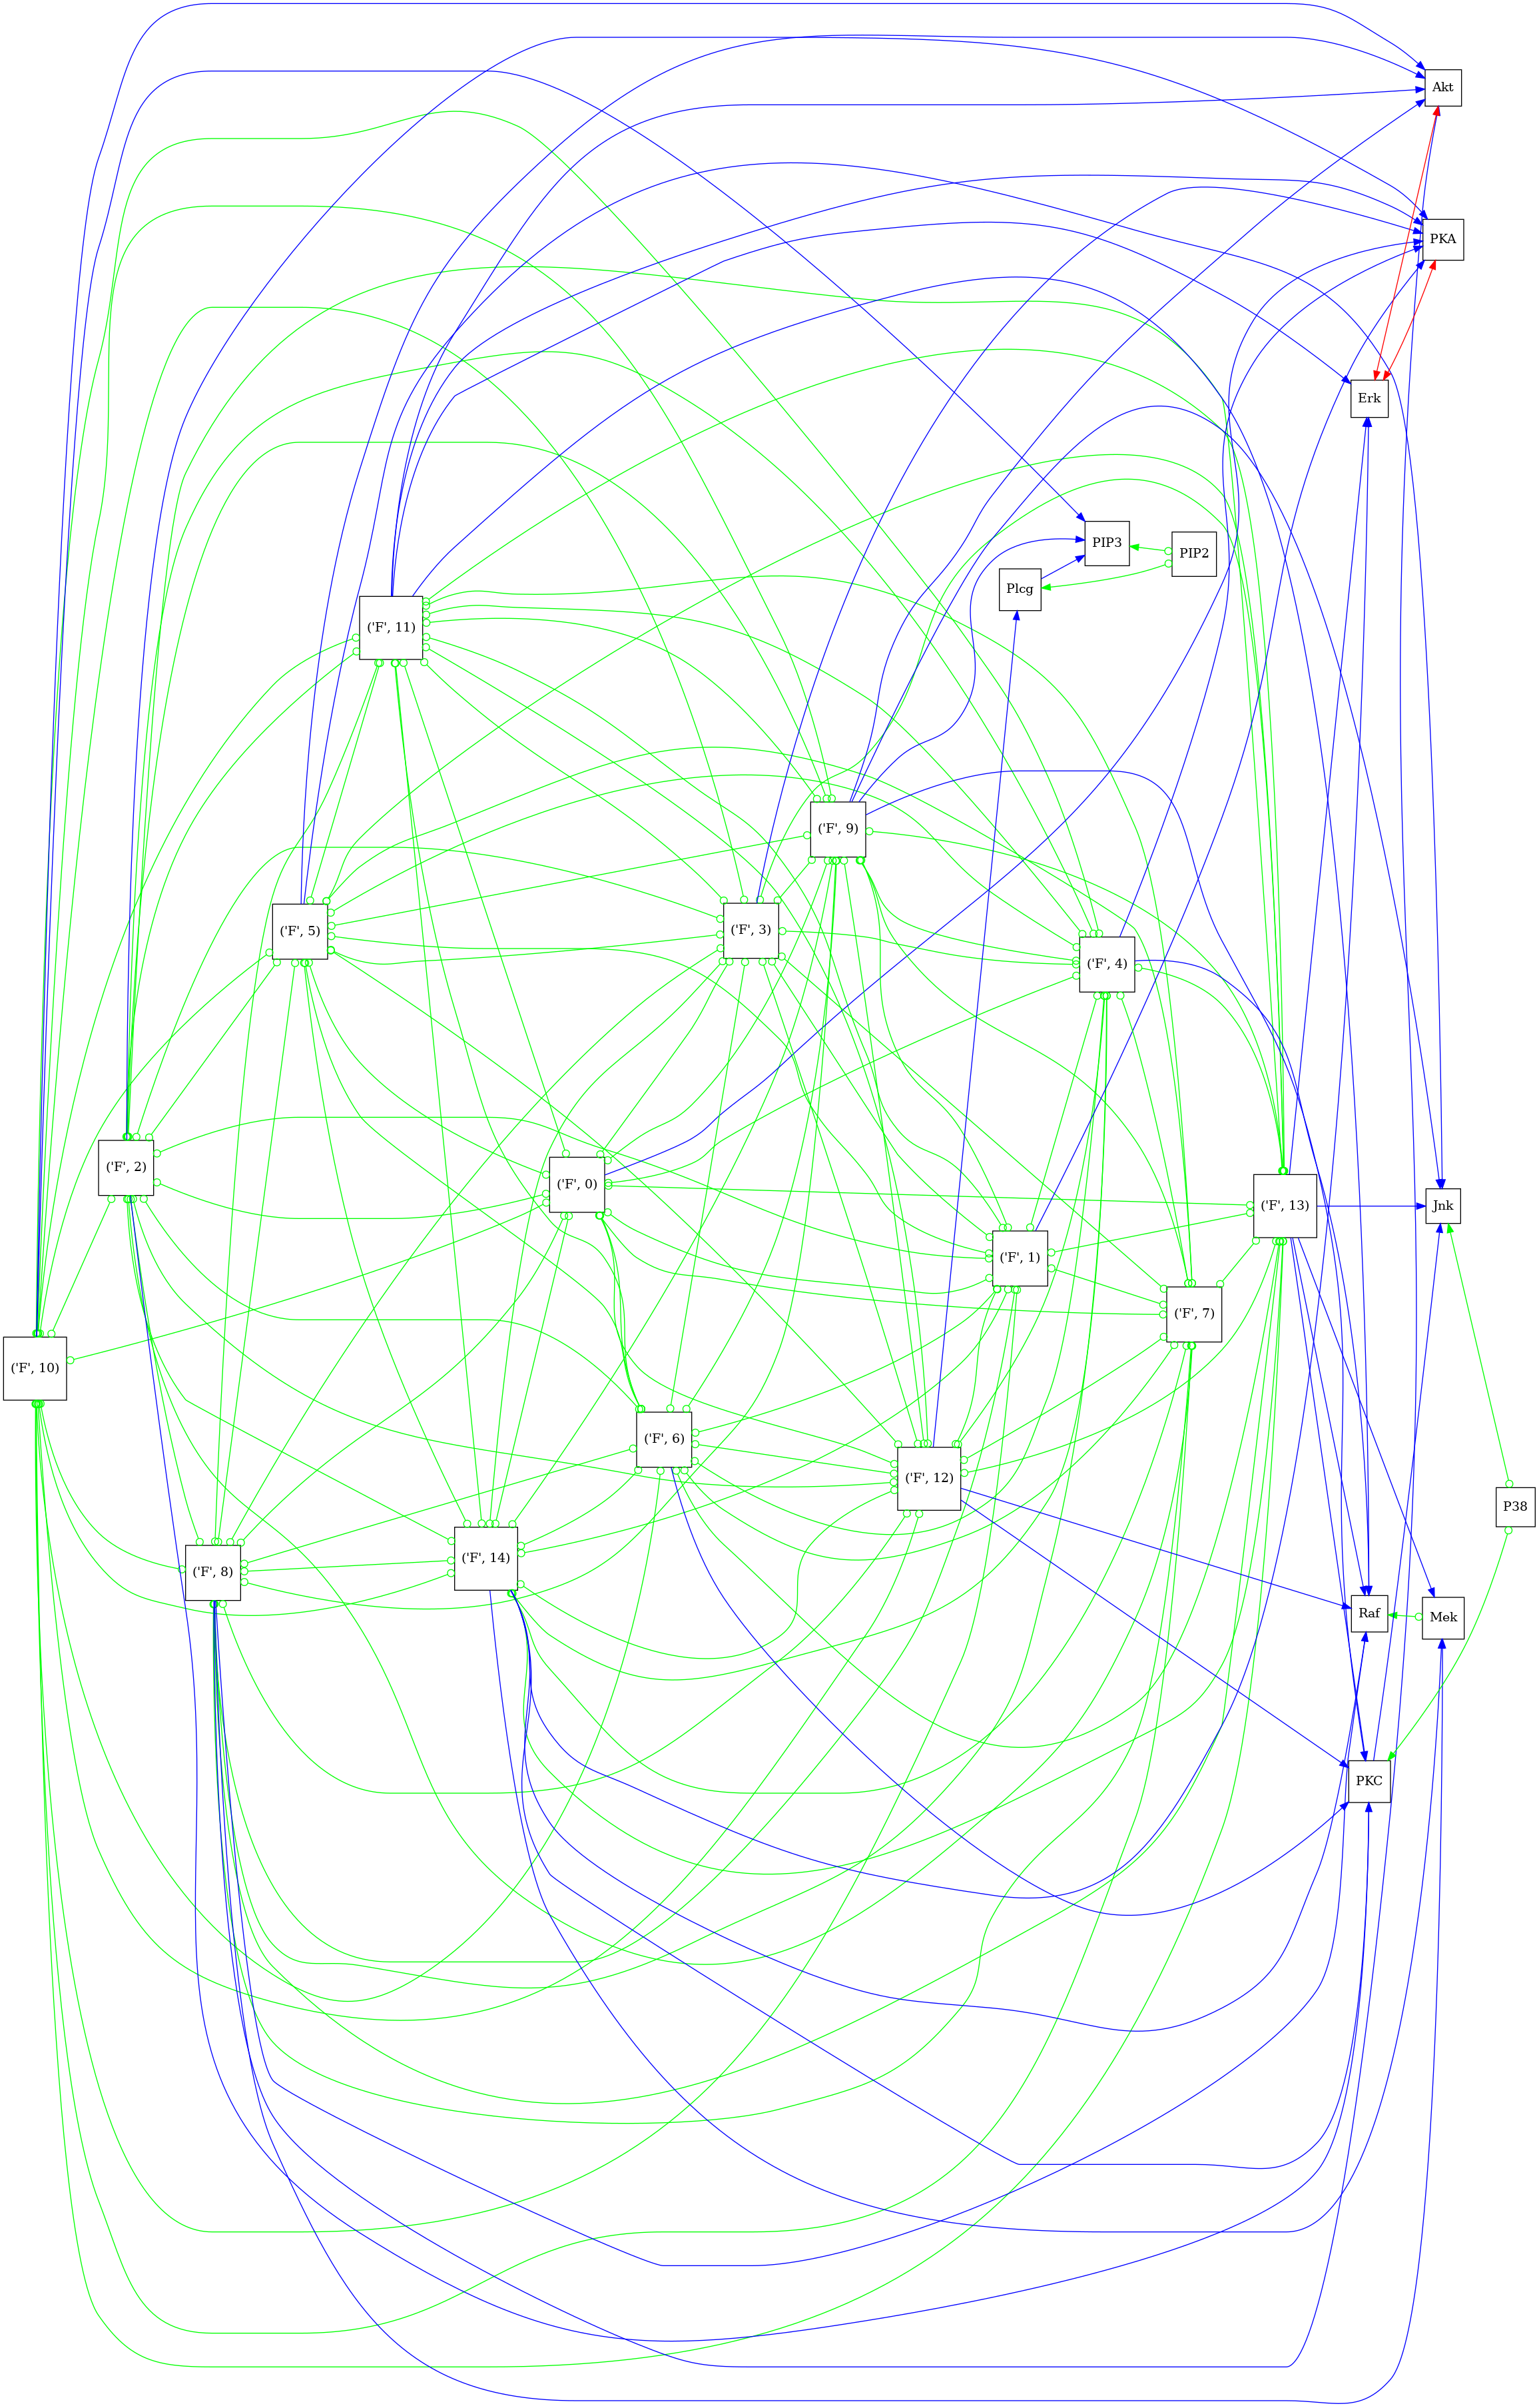 Akt
PKA
Erk
PIP3
PIP2
Plcg
('F', 11)
('F', 9)
('F', 5)
('F', 3)
('F', 4)
('F', 2)
('F', 0)
('F', 13)
Jnk
('F', 1)
('F', 7)
('F', 10)
('F', 6)
('F', 12)
P38
('F', 14)
('F', 8)
Raf
Mek
PKC